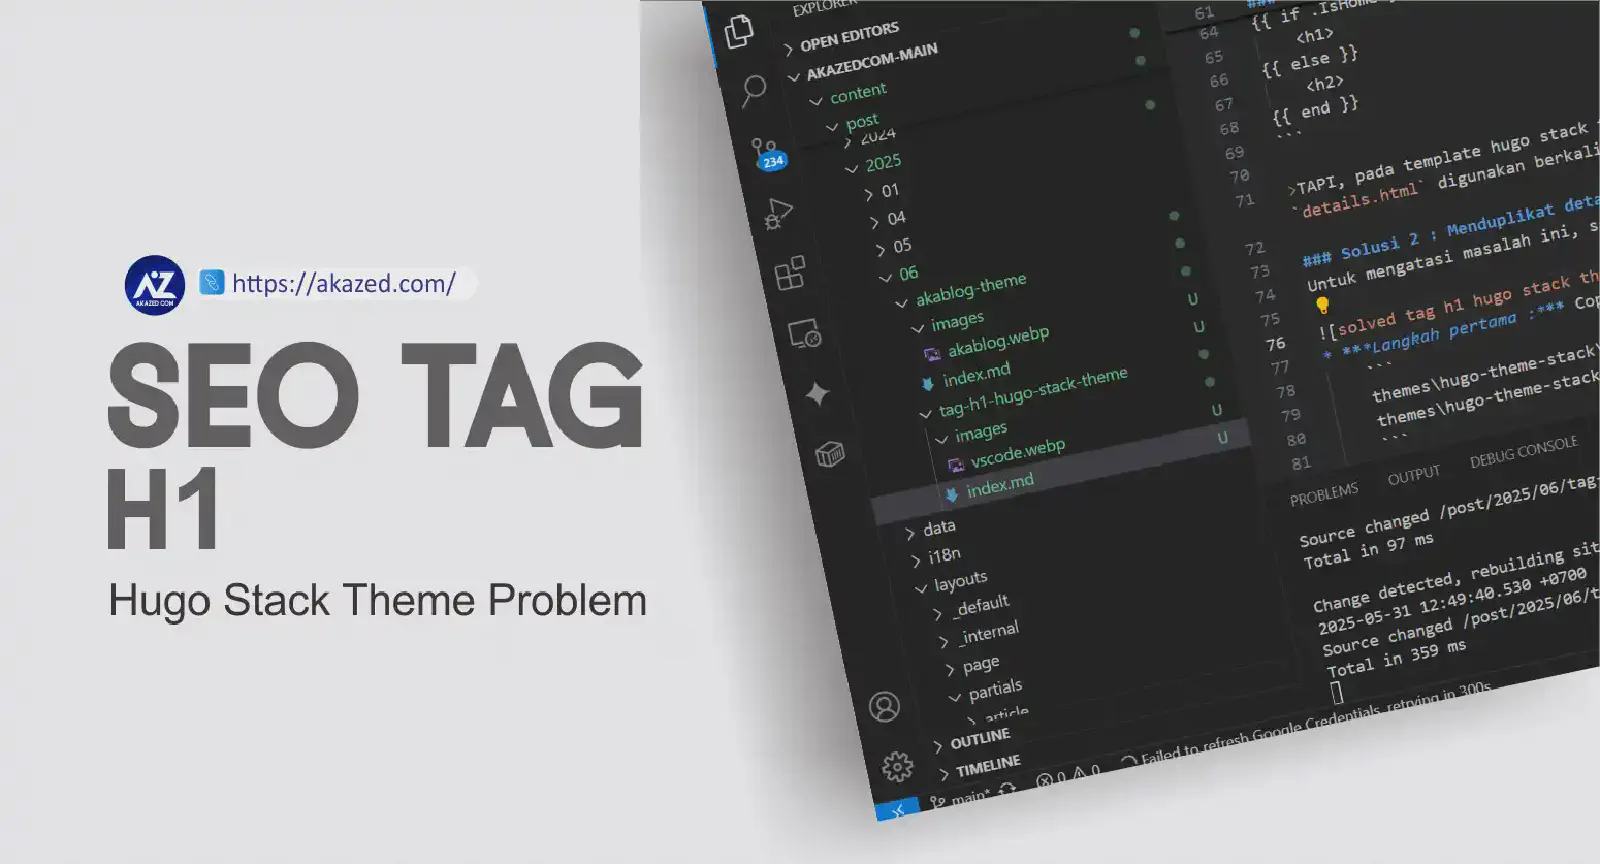 AZ
AKAZED.COM
https://akazed.com/
SEO TAG
H1
Hugo Stack Theme Problem
EXPLORER
OPEN EDITORS
AKAZEDCOM-MAIN
content
post
2024
2025
01
04
05
06
akablog-theme
images
akablog.webp U
index.md U
tag-h1-hugo-stack-theme
images
vscode.webp U
index.md U
data
i18n
layouts
_default
_internal
page
partials
article
OUTLINE
TIMELINE
234
61
64 {{ if .IsHome
65 <h1>
66 {{ else }}
67 <h2>
68 {{ end }}
69 ```
70
71 >TAPI, pada template hugo stack
`details.html` digunakan berkali
72
73 ### Solusi 2 : Menduplikat deta
74 Untuk mengatasi masalah ini, s
75
76 ![solved tag h1 hugo stack th
77 * ***Langkah pertama :*** Cop
78 ```
79 themes\hugo-theme-stack\
80 themes\hugo-theme-stack
81 ```
PROBLEMS OUTPUT DEBUG CONSOLE
Source changed /post/2025/06/tag-
Total in 97 ms
Change detected, rebuilding sit
2025-05-31 12:49:40.530 +0700
Source changed /post/2025/06/t
Total in 359 ms
main* 0 0 Failed to refresh Google Credentials, retrying in 300s